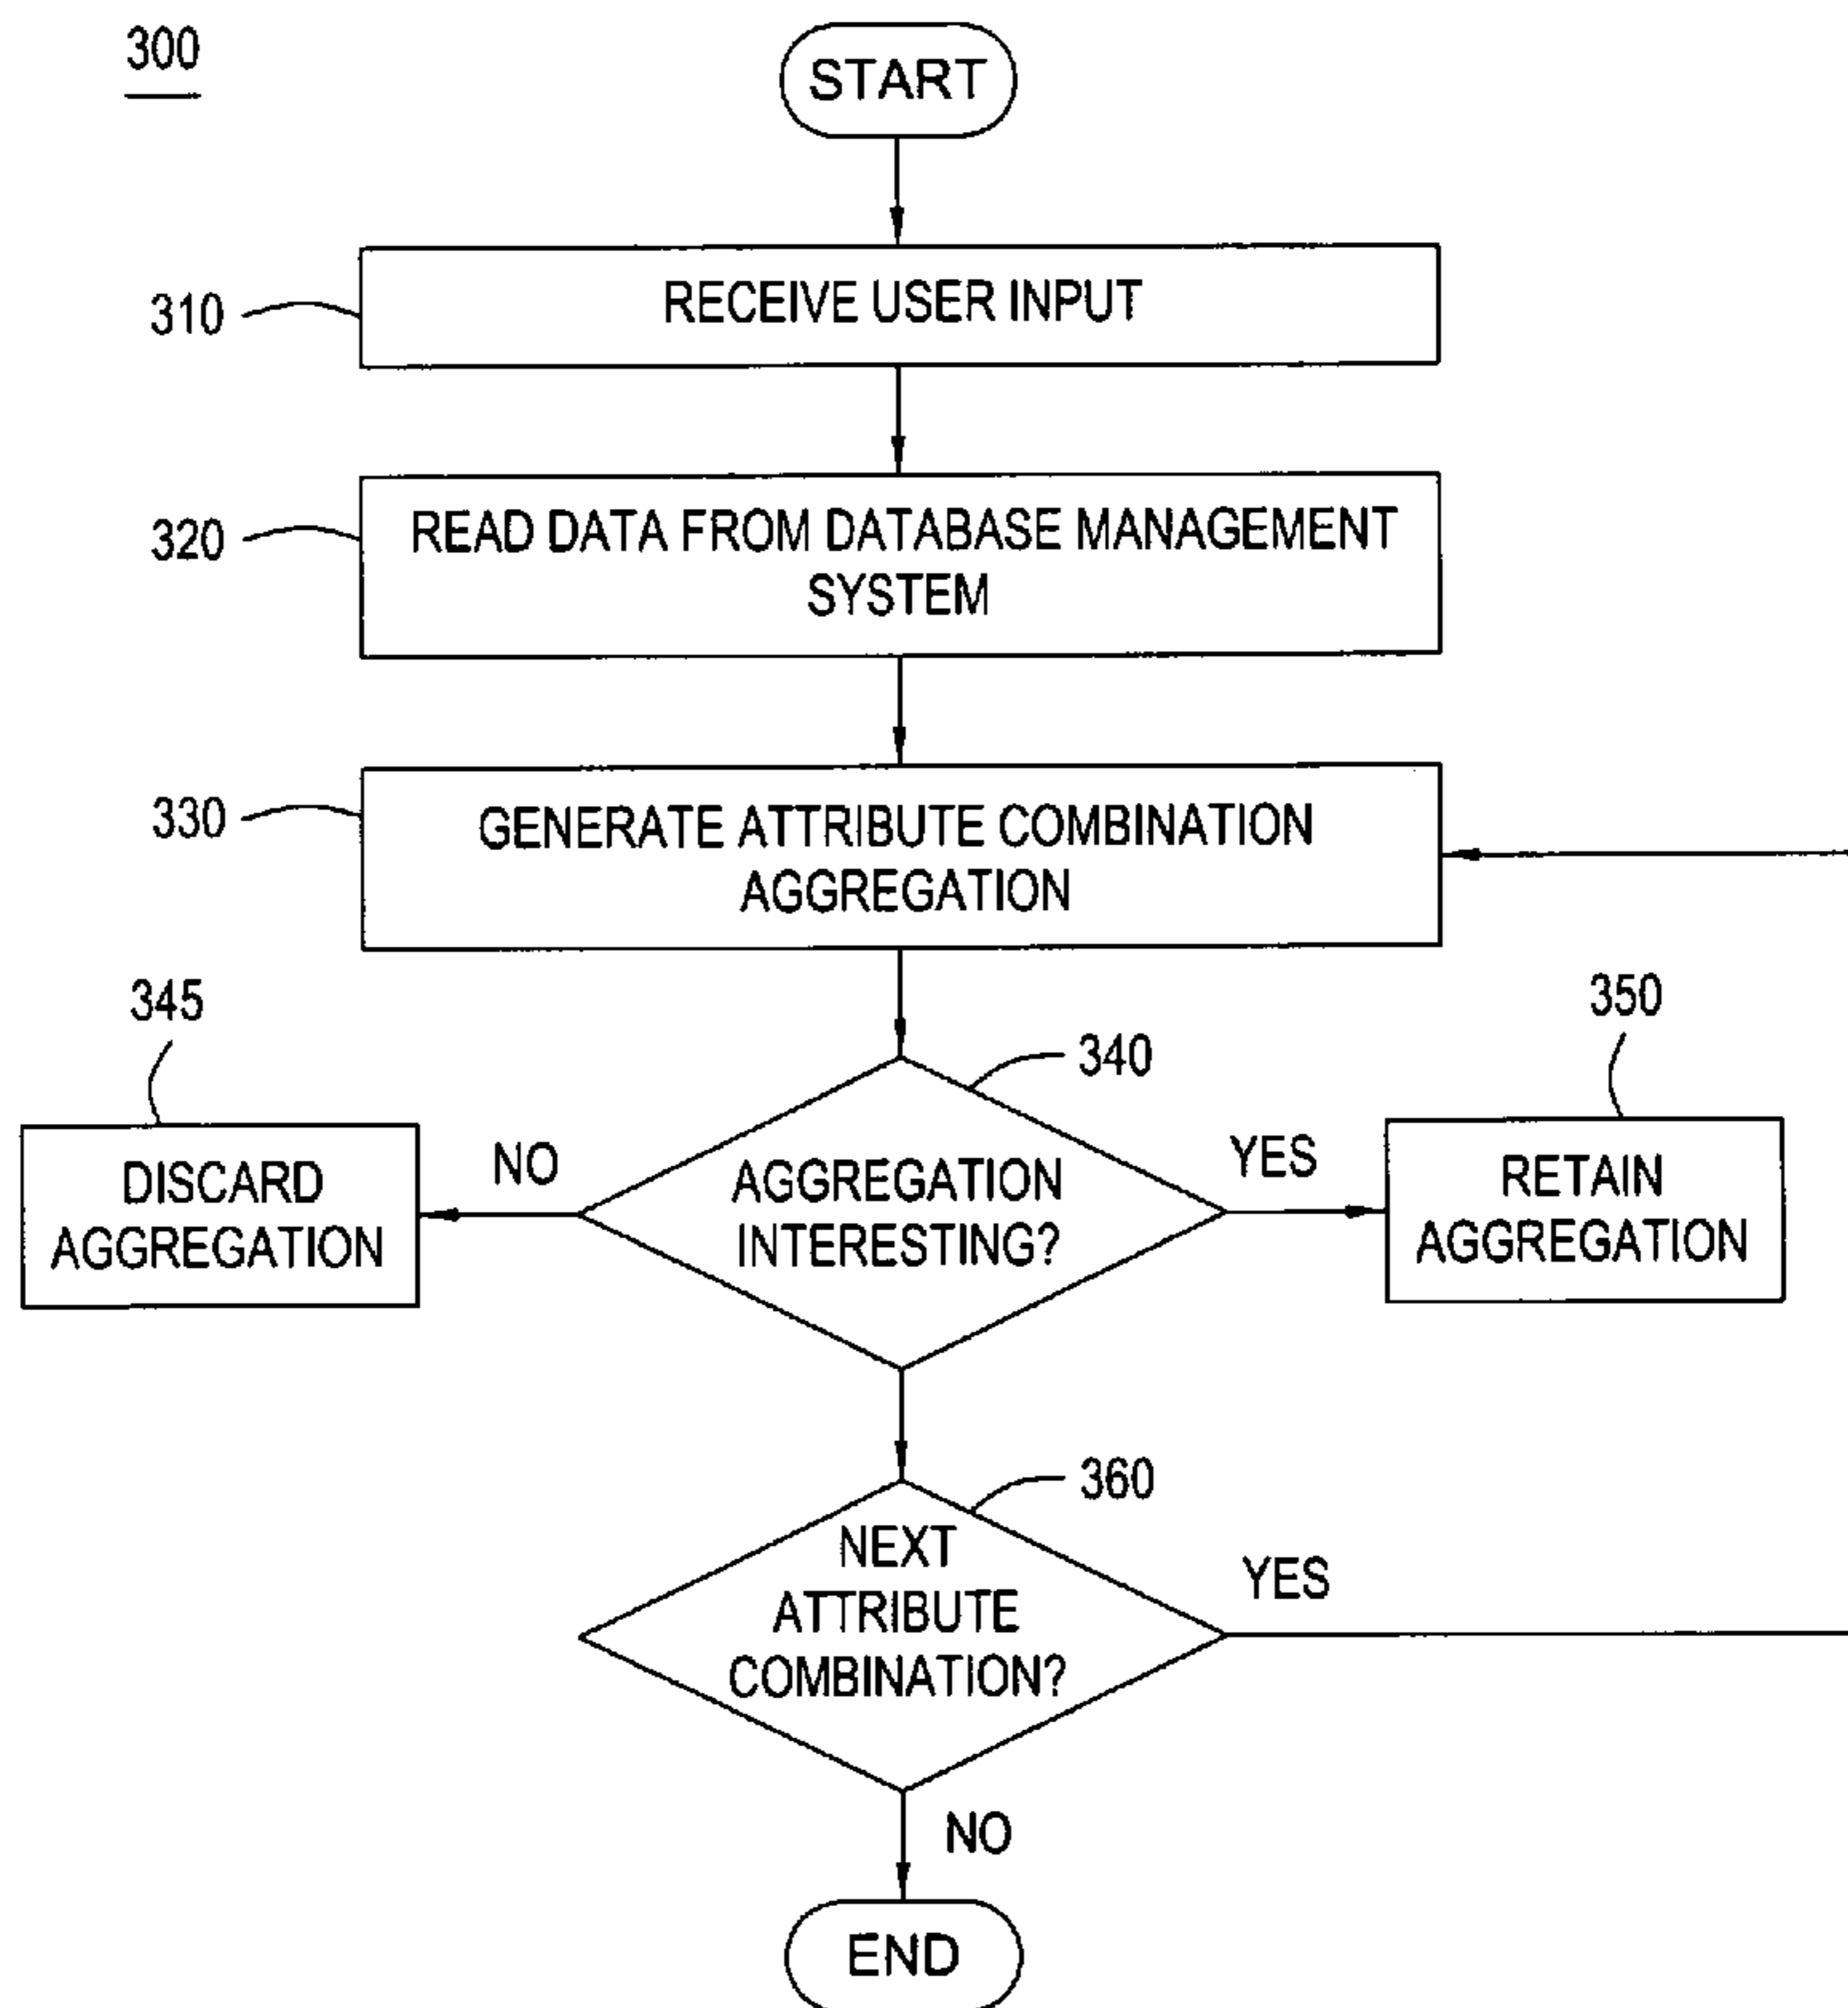 300
START
310
RECEIVE USER INPUT
320
READ DATA FROM DATABASE MANAGEMENT
SYSTEM
330
GENERATE ATTRIBUTE COMBINATION
AGGREGATION
345
350
340
DISCARD
AGGREGATION
NO
AGGREGATION
INTERESTING?
YES
RETAIN
AGGREGATION
360
NEXT
ATTRIBUTE
COMBINATION?
YES
NO
END